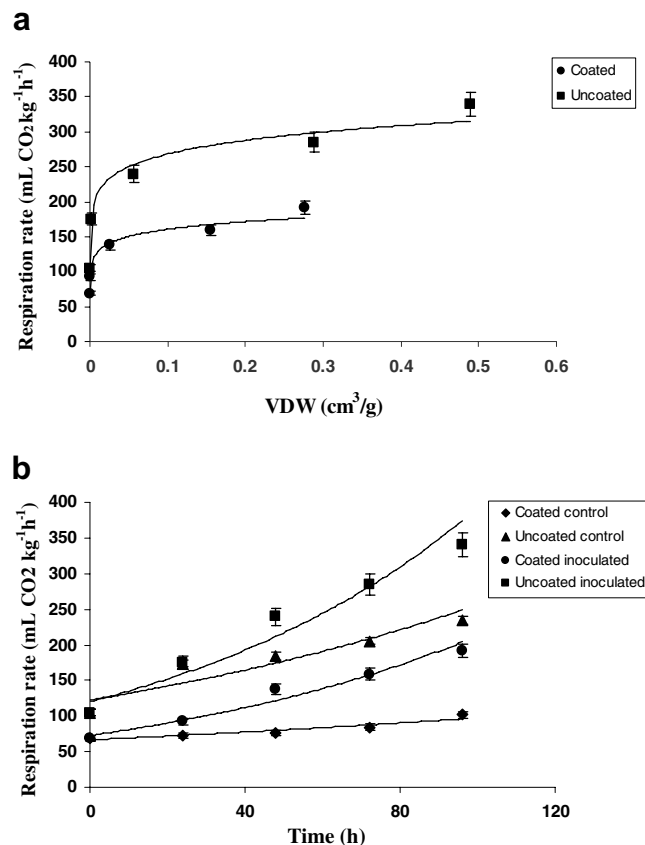 a
Respiration rate (mL CO2 kg-1h-1)
400
350
300
250
200
150
100
50
0
0 0.1 0.2 0.3 0.4 0.5 0.6
VDW (cm3/g)
Coated
Uncoated
b
Respiration rate (mL CO2 kg-1h-1)
400
350
300
250
200
150
100
50
0
0 40 80 120
Time (h)
Coated control
Uncoated control
Coated inoculated
Uncoated inoculated